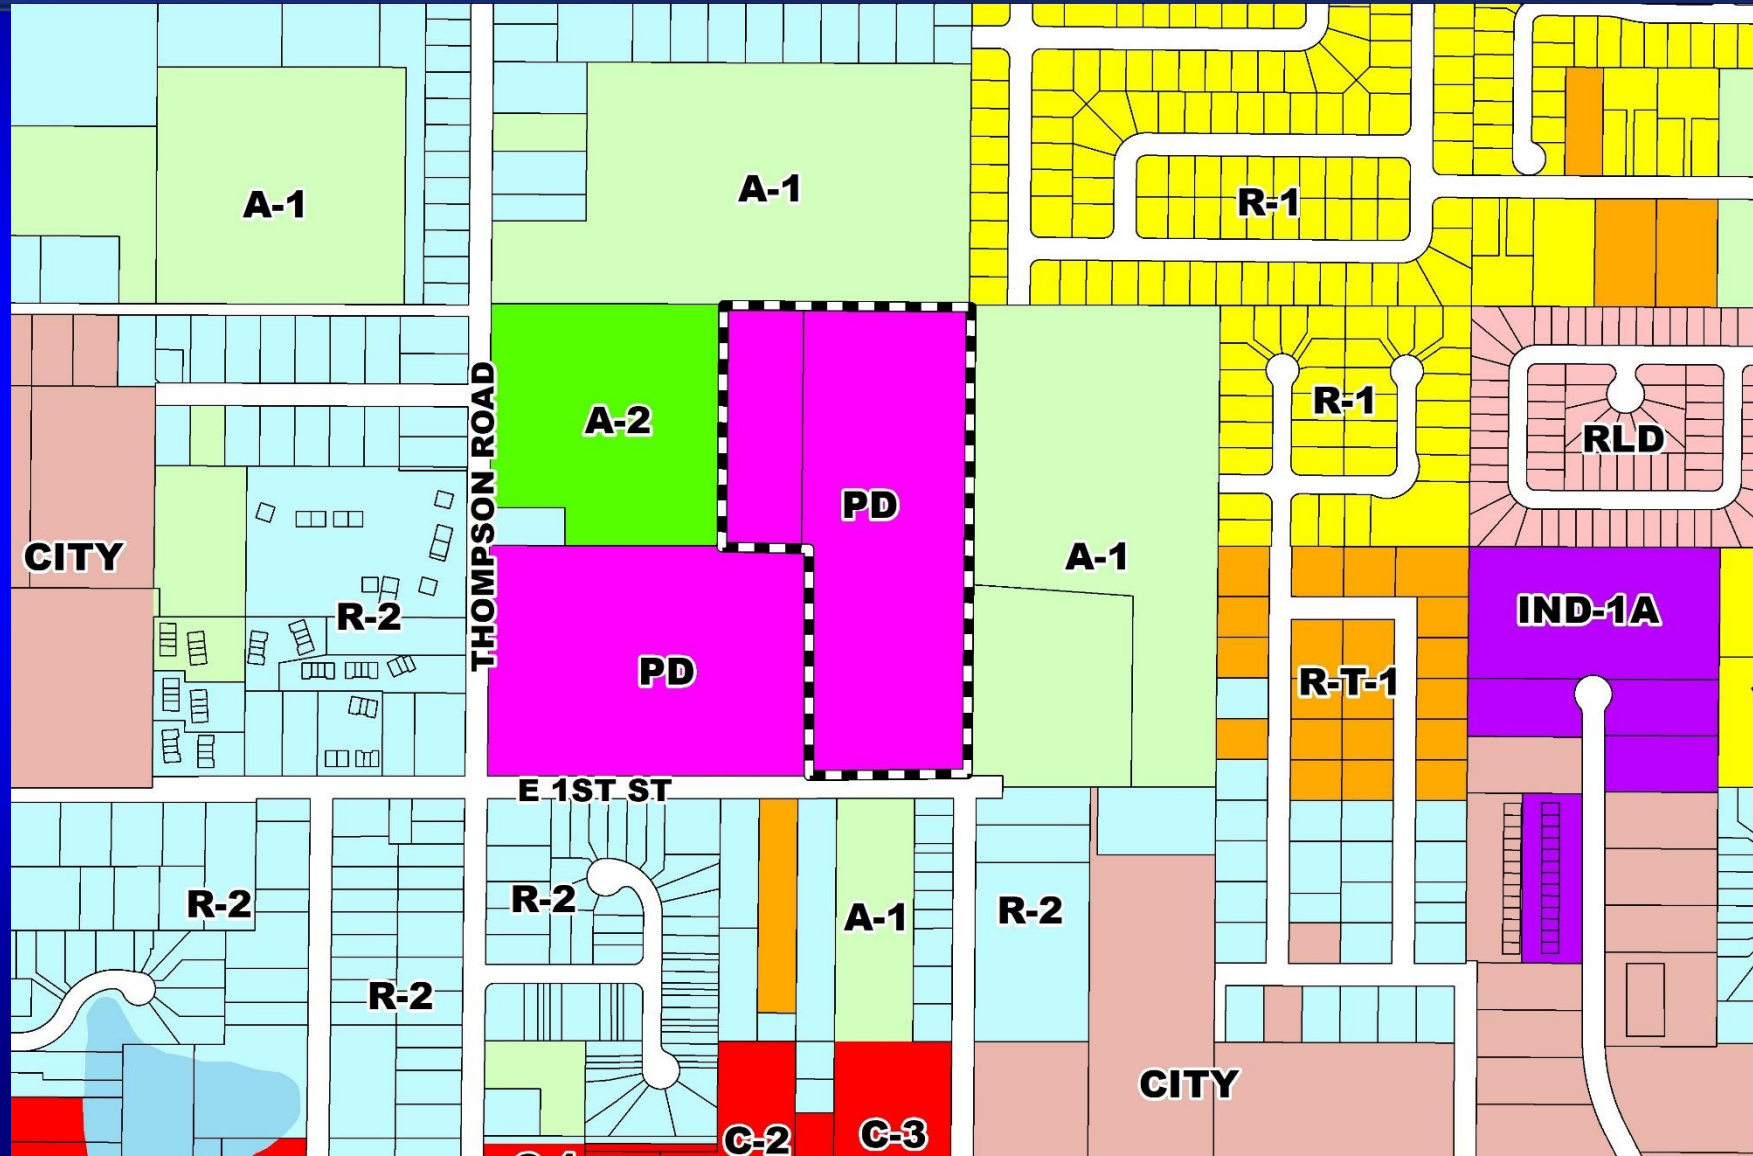 A-1
A-1
R-1
A-2
R-1
RLD
THOMPSON ROAD
PD
CITY
A-1
R-2
IND-1A
PD
R-T-1
E 1ST ST
R-2
R-2
A-1
R-2
R-2
CITY
C-2
C-3